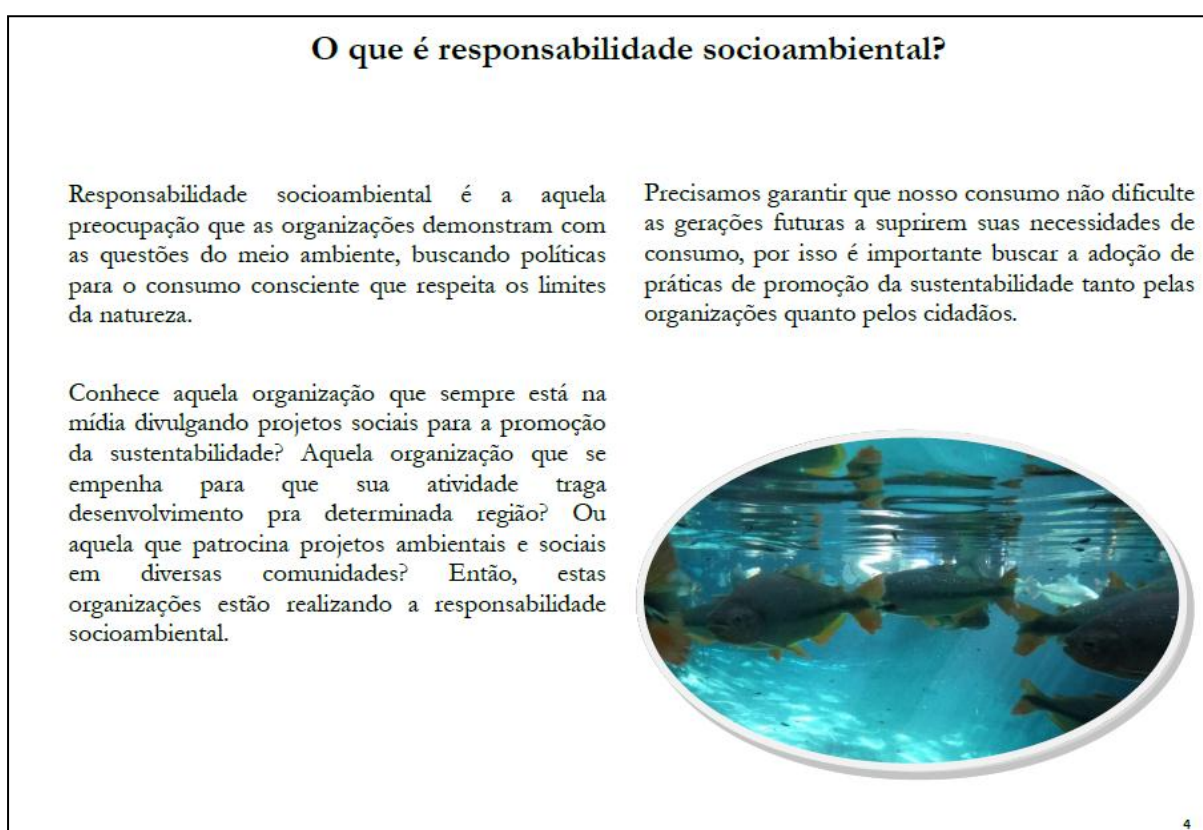 O que é responsabilidade socioambiental?
Responsabilidade socioambiental é a aquela
preocupação que as organizações demonstram com
as questões do meio ambiente, buscando políticas
para o consumo consciente que respeita os limites
da natureza.
Conhece aquela organização que sempre está na
mídia divulgando projetos sociais para a promoção
da sustentabilidade? Aquela organização que se
empenha para que sua atividade traga
desenvolvimento pra determinada região? Ou
aquela que patrocina projetos ambientais e sociais
em diversas comunidades? Então, estas
organizações estão realizando a responsabilidade
socioambiental.
Precisamos garantir que nosso consumo não dificulte
as gerações futuras a suprirem suas necessidades de
consumo, por isso é importante buscar a adoção de
práticas de promoção da sustentabilidade tanto pelas
organizações quanto pelos cidadãos.
4